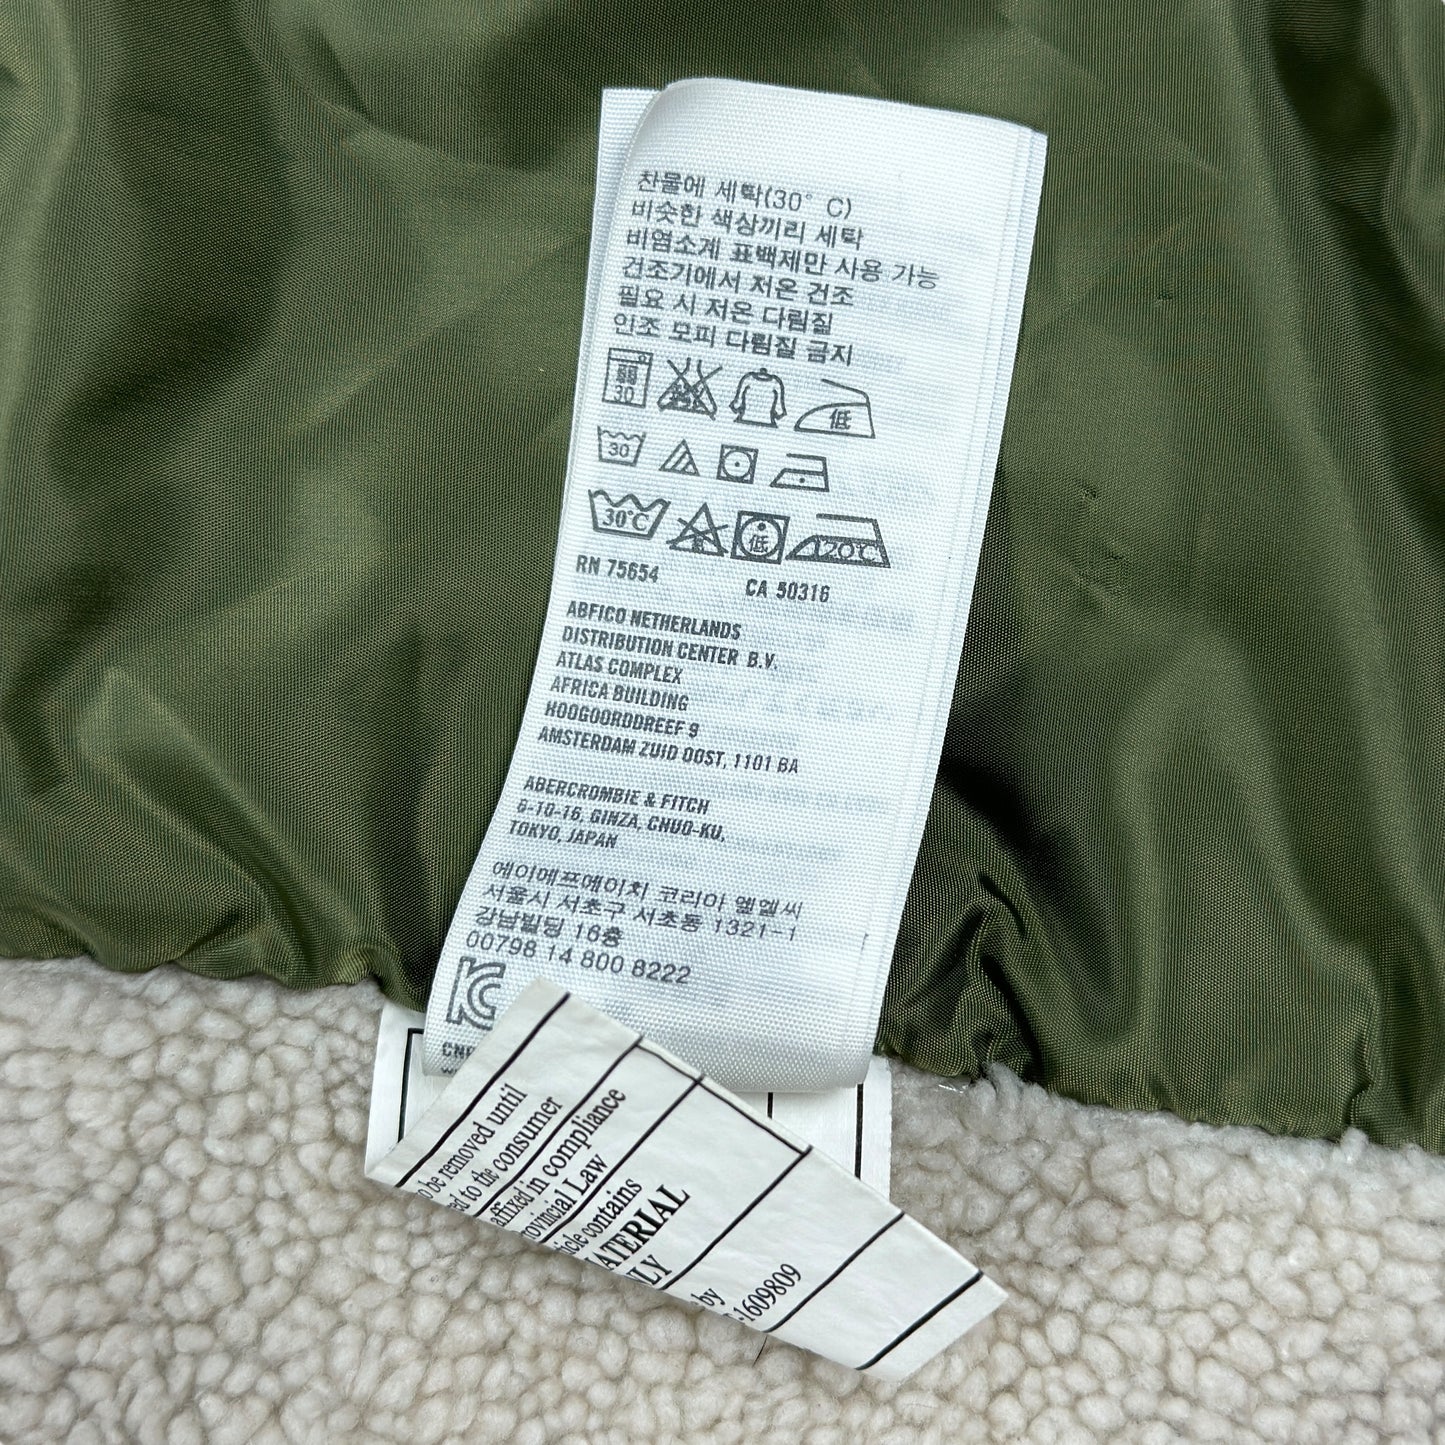 찬물에 세탁(30° C)
비슷한 색상끼리 세탁
비염소계 표백제만 사용 가능
건조기에서 저온 건조
필요 시 저온 다림질
인조 모피 다림질 금지
弱
30
低
30
30°C
低
120°C
RN 75654 CA 50316
ABFICO NETHERLANDS
DISTRIBUTION CENTER B.V.
ATLAS COMPLEX
AFRICA BUILDING
HOOGOORDDREEF 9
AMSTERDAM ZUID OOST, 1101 BA
ABERCROMBIE & FITCH
6-10-16, GINZA, CHUO-KU,
TOKYO, JAPAN
에이에프에이치 코리아 엘엘씨
서울시 서초구 서초동 1321-1
강남빌딩 16층
00798 14 800 8222
be removed until
to the consumer
affixed in compliance
Law
contains
by
1609809